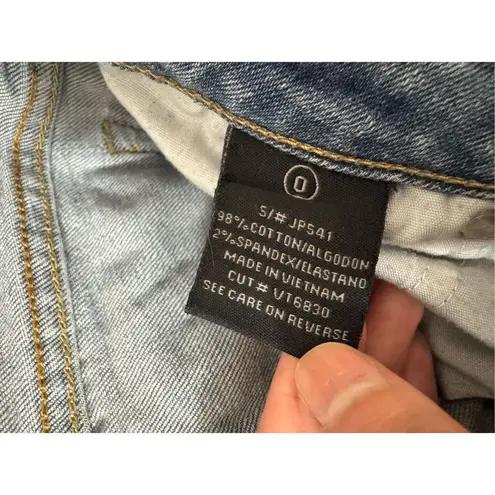 0
S/# JP541
98% COTTON/ALGODON
2% SPANDEX/ELASTANO
MADE IN VIETNAM
CUT # VT6830
SEE CARE ON REVERSE